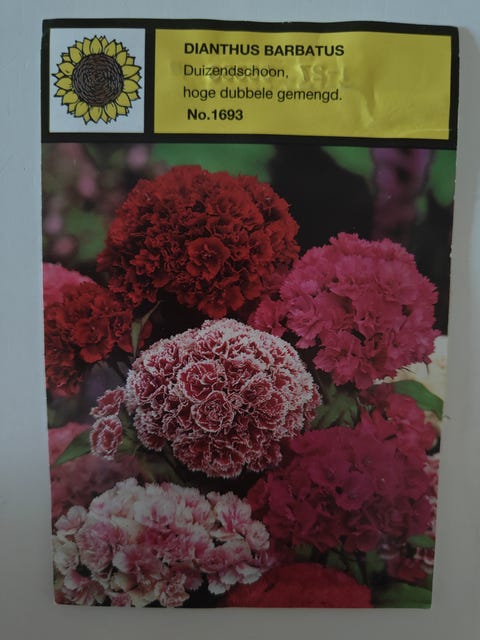 DIANTHUS BARBATUS
Duizendschoon,
hoge dubbele gemengd.
No.1693